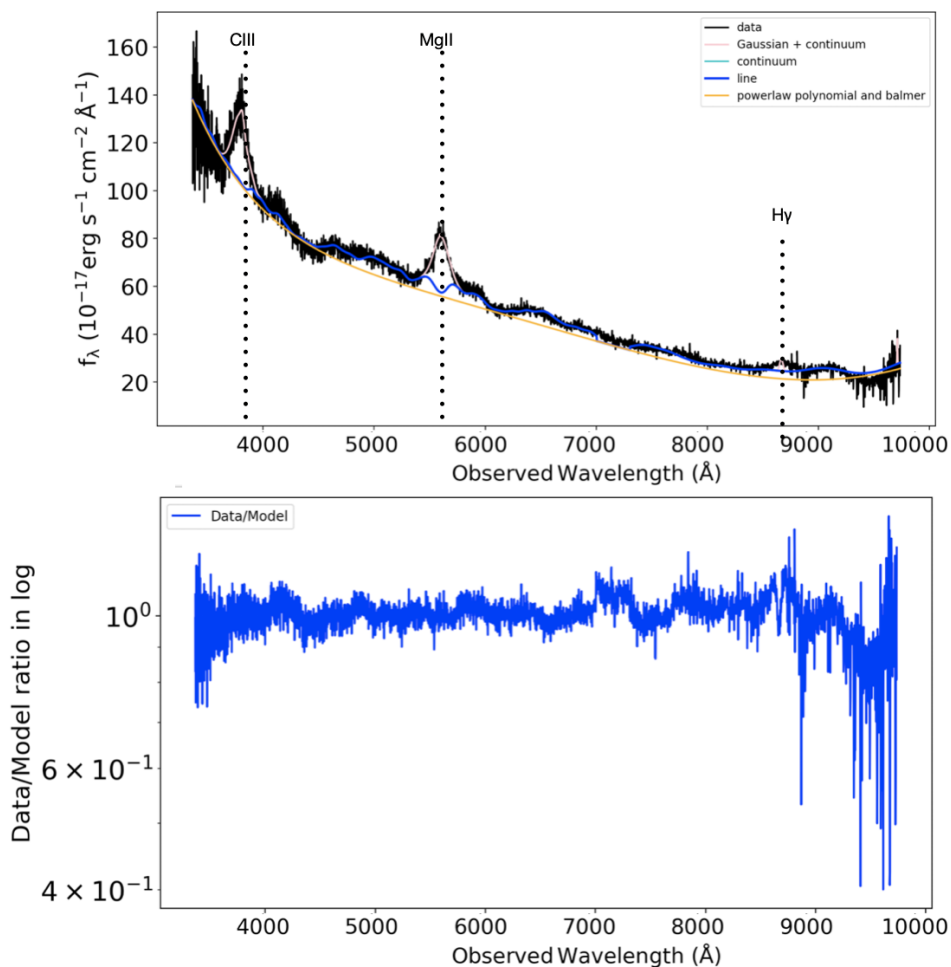 CIII
MgII
Hγ
data
Gaussian + continuum
continuum
line
powerlaw polynomial and balmer
160
140
120
100
80
60
40
20
f_λ (10⁻¹⁷erg s⁻¹ cm⁻² Å⁻¹)
4000 5000 6000 7000 8000 9000 10000
Observed Wavelength (Å)
Data/Model
10⁰
6 × 10⁻¹
4 × 10⁻¹
Data/Model ratio in log
4000 5000 6000 7000 8000 9000 10000
Observed Wavelength (Å)